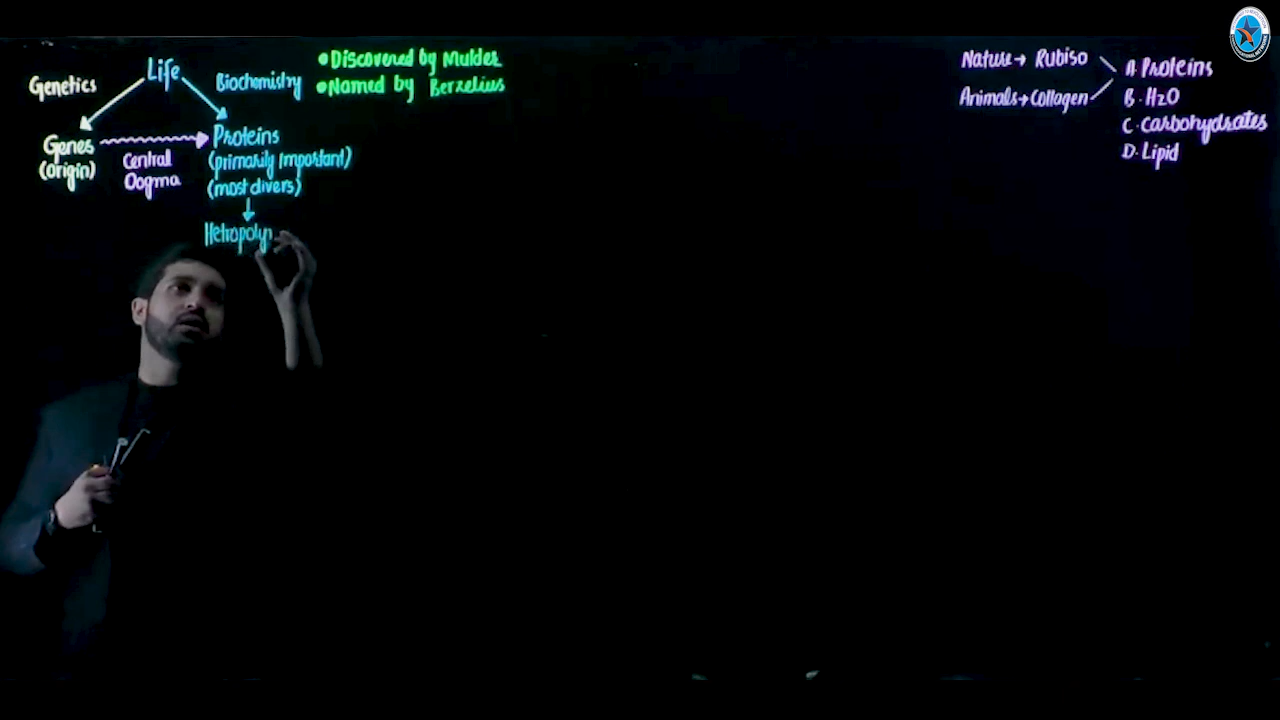 Life
Genetics
Biochemistry
Genes
(origin)
Central
Dogma
Proteins
(primarily important)
(most divers)
Hetropoly
• Discovered by Mulder
• Named by Berzelius
Nature → Rubiso
Animals → Collagen
A. Proteins
B. H2O
C. Carbohydrates
D. Lipid